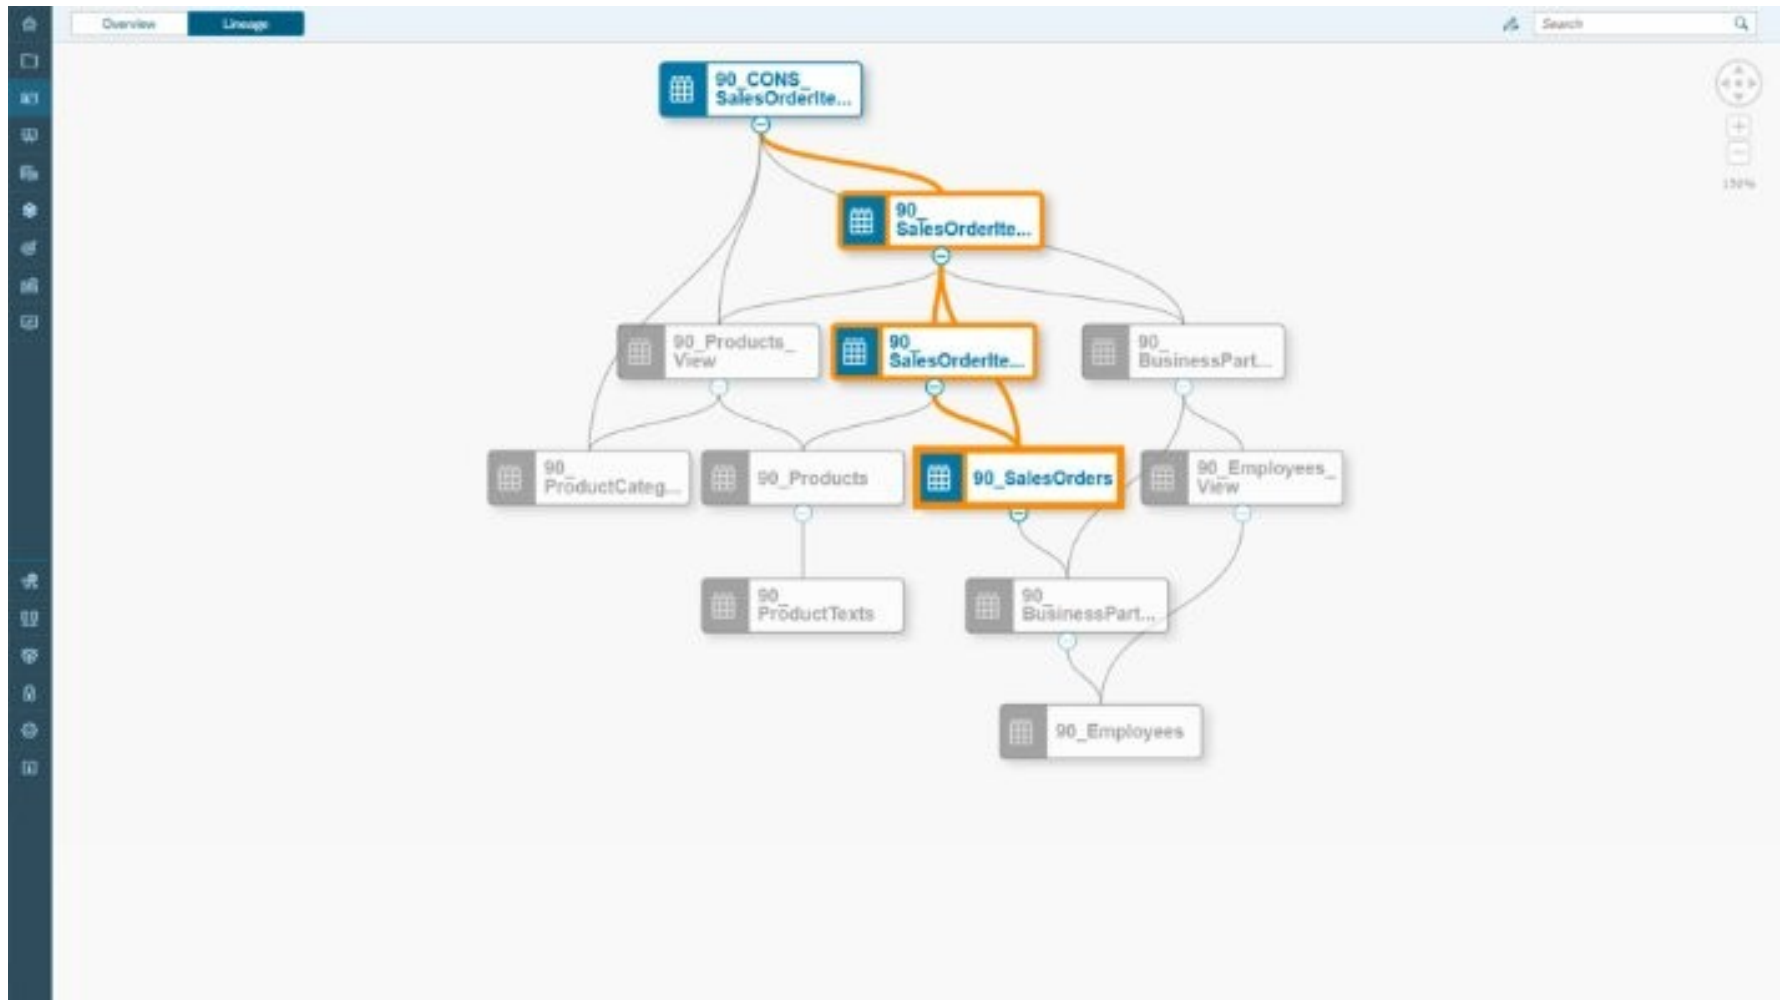 Overview
Lineage
Search
90_CONS_
SalesOrderIte...
150%
90_
SalesOrderIte...
90_Products_
View
90_
SalesOrderIte...
90_
BusinessPart...
90_
ProductCateg...
90_Products
90_SalesOrders
90_Employees_
View
90_
ProductTexts
90_
BusinessPart...
90_Employees